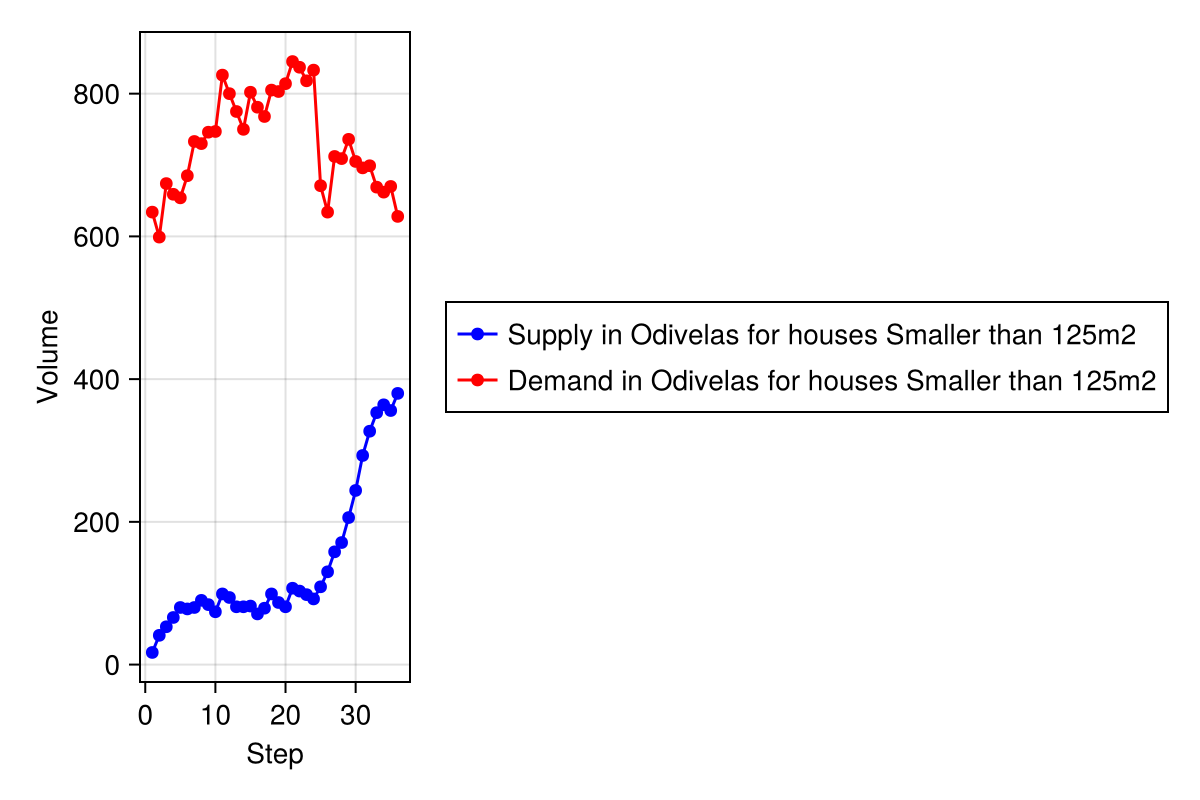 800
600
400
200
0
Volume
0 10 20 30
Step
Supply in Odivelas for houses Smaller than 125m2
Demand in Odivelas for houses Smaller than 125m2